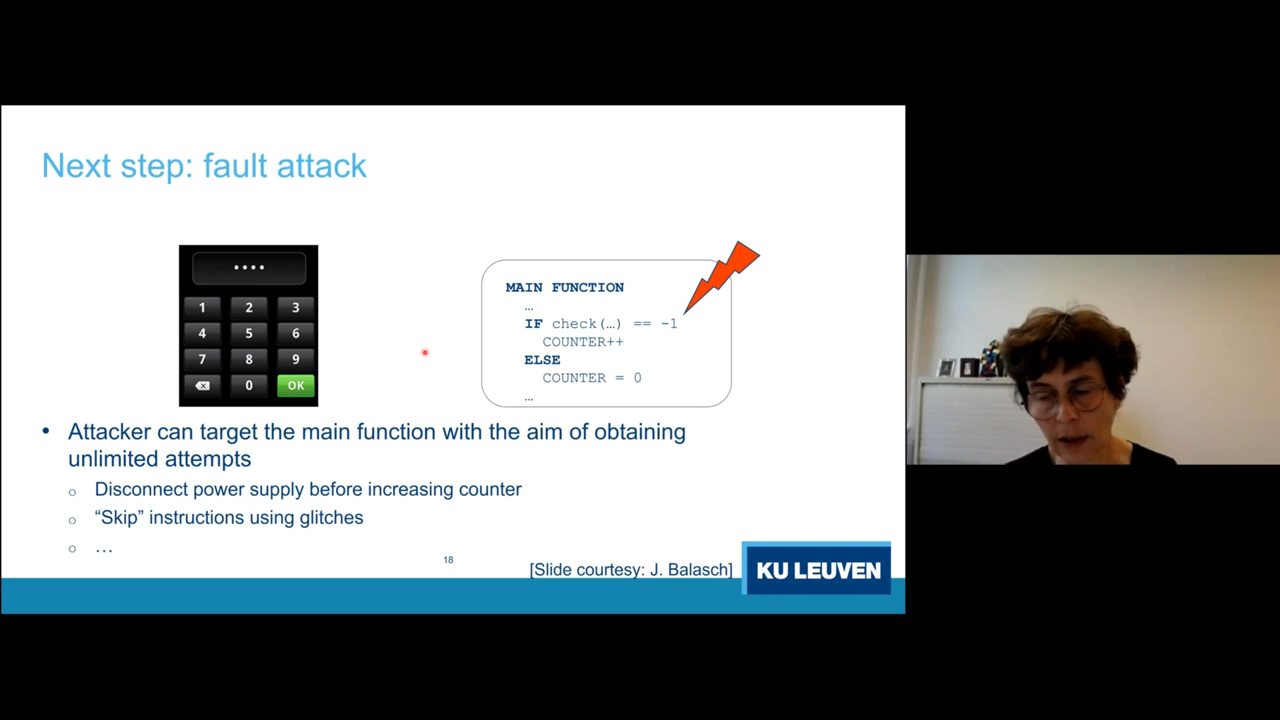 Next step: fault attack
••••
1 2 3
4 5 6
7 8 9
0 OK
MAIN FUNCTION
…
IF check(…) == -1
COUNTER++
ELSE
COUNTER = 0
…
• Attacker can target the main function with the aim of obtaining
unlimited attempts
o Disconnect power supply before increasing counter
o “Skip” instructions using glitches
o …
18
[Slide courtesy: J. Balasch]
KU LEUVEN